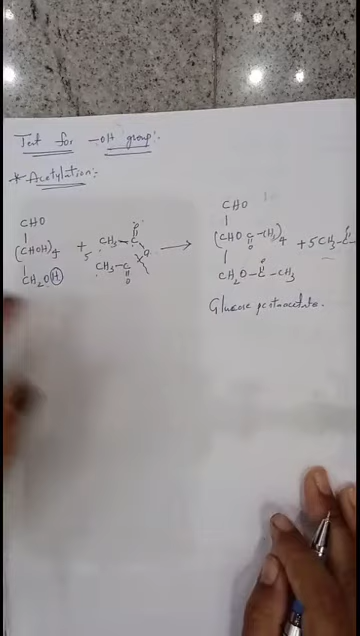 Test for -OH group:-
* Acetylation:-
CHO
(CHOH)4
CH2OH
+ 5
CH3-C
O
O
CH3-C
O
→
CHO
(CHO C-CH3)4
O
O
CH2O-C-CH3
+ 5CH3-C
Glucose pentaacetate.